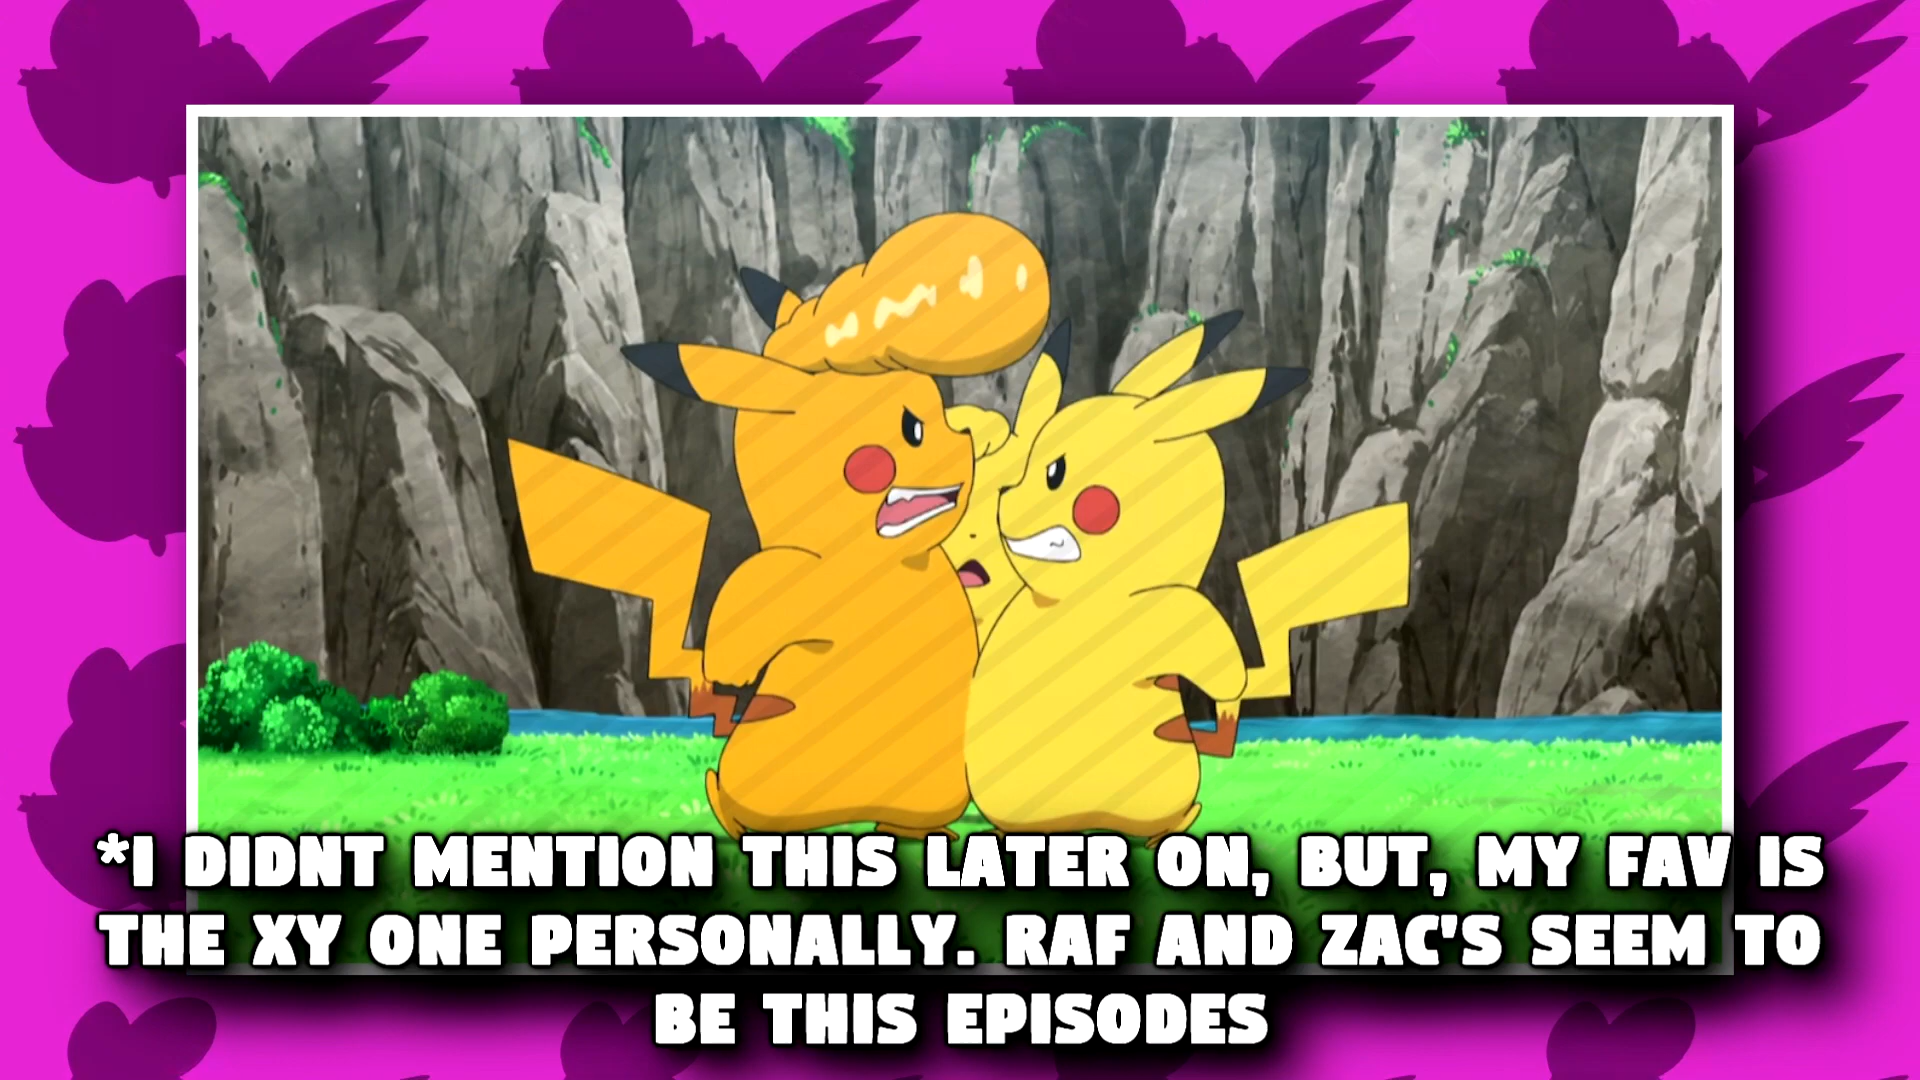 *I DIDNT MENTION THIS LATER ON, BUT, MY FAV IS
THE XY ONE PERSONALLY. RAF AND ZAC'S SEEM TO
BE THIS EPISODES